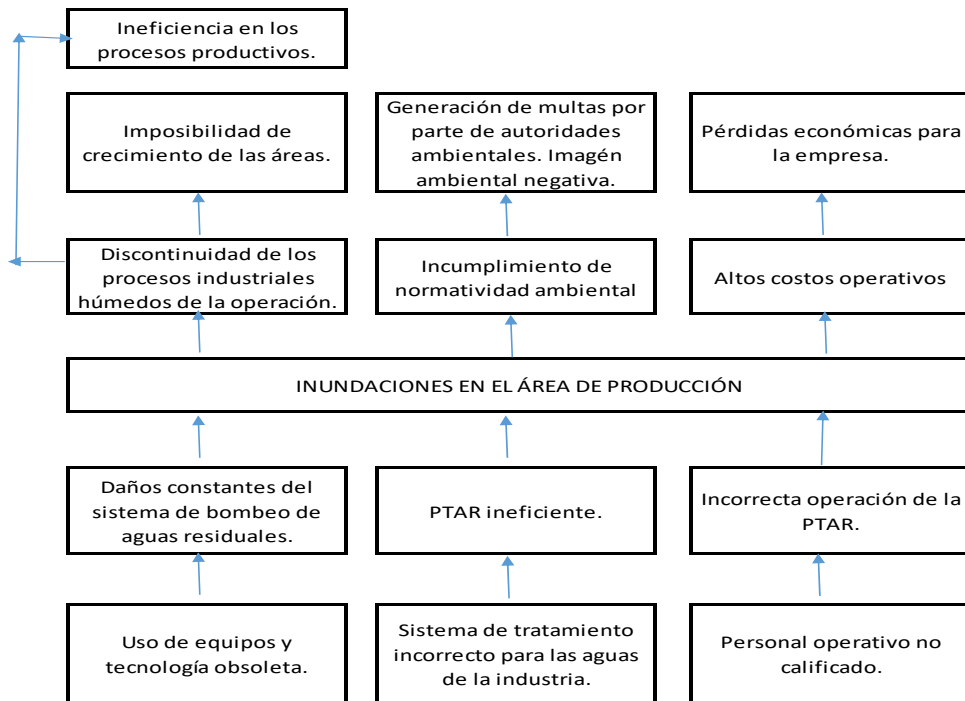 Ineficiencia en los
procesos productivos.
Imposibilidad de
crecimiento de las áreas.
Generación de multas por
parte de autoridades
ambientales. Imagén
ambiental negativa.
Pérdidas económicas para
la empresa.
Discontinuidad de los
procesos industriales
húmedos de la operación.
Incumplimiento de
normatividad ambiental
Altos costos operativos
INUNDACIONES EN EL ÁREA DE PRODUCCIÓN
Daños constantes del
sistema de bombeo de
aguas residuales.
PTAR ineficiente.
Incorrecta operación de la
PTAR.
Uso de equipos y
tecnología obsoleta.
Sistema de tratamiento
incorrecto para las aguas
de la industria.
Personal operativo no
calificado.